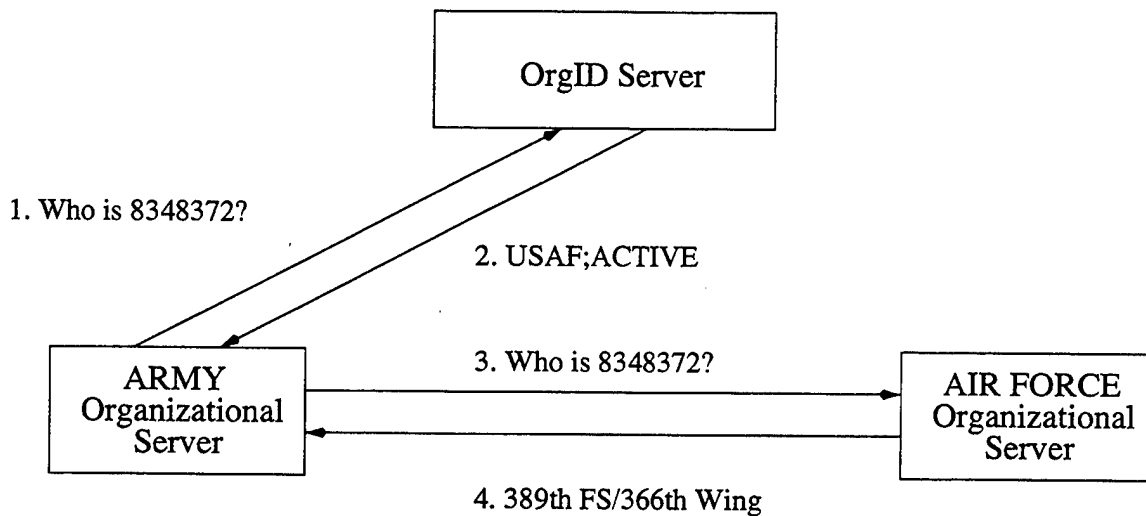 OrgID Server
1. Who is 8348372?
2. USAF;ACTIVE
3. Who is 8348372?
ARMY
Organizational
Server
AIR FORCE
Organizational
Server
4. 389th FS/366th Wing